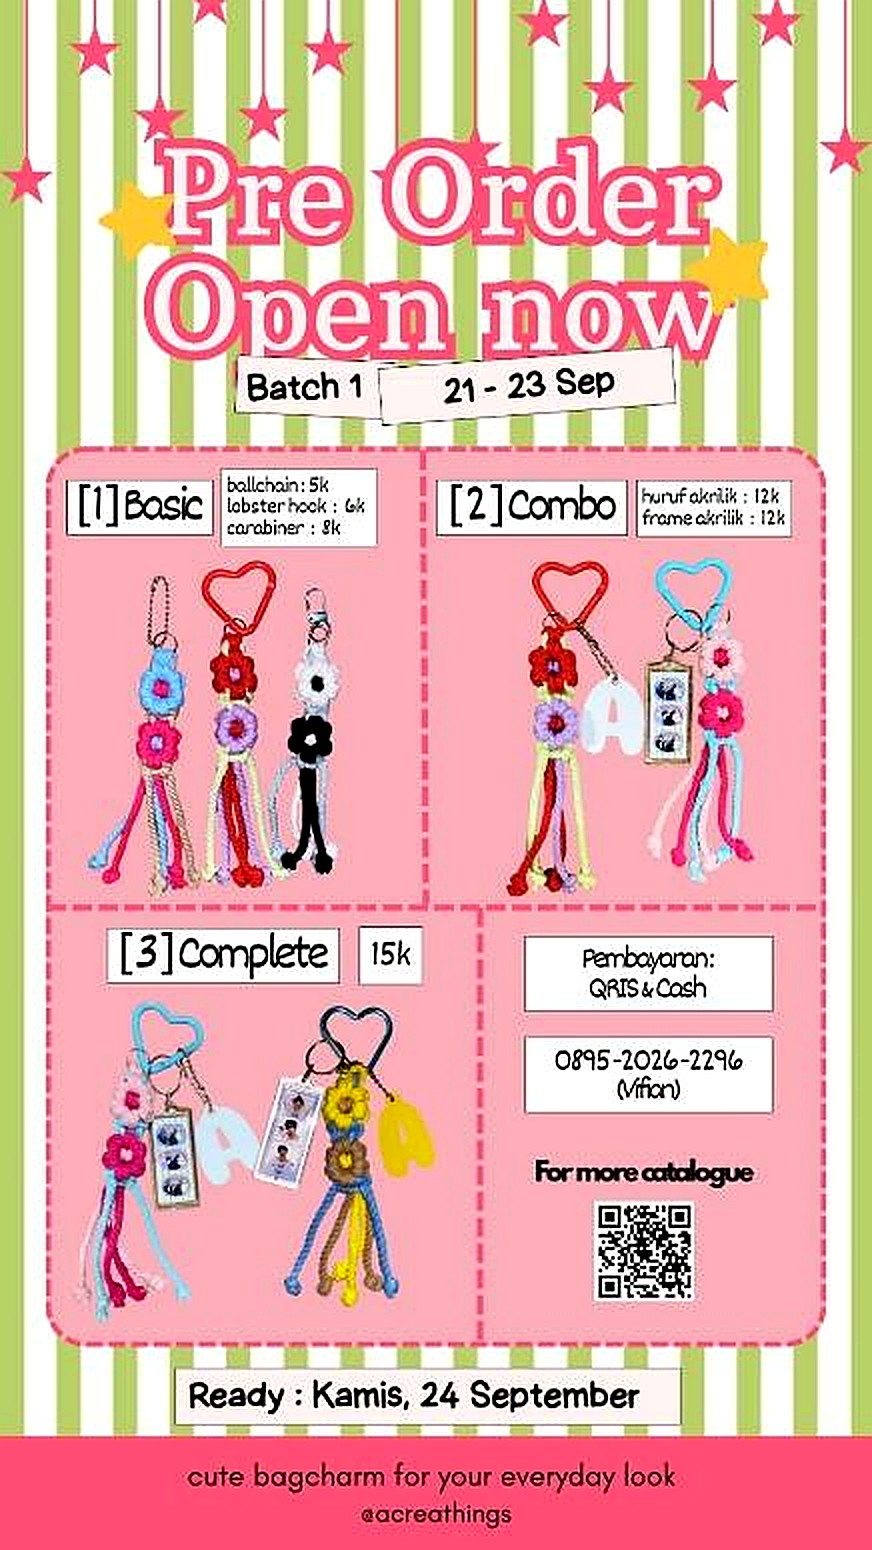 Pre Order
Open now
Batch 1
21 - 23 Sep
[1] Basic
ballchain : 5k
lobster hook : 6k
carabiner : 8k
[2] Combo
huruf akrilik : 12k
frame akrilik : 12k
A
[3] Complete
15k
A
A
Pembayaran:
QRIS & Cash
0895-2026-2296
(Vifian)
For more catalogue
Ready : Kamis, 24 September
cute bagcharm for your everyday look
@acreathings